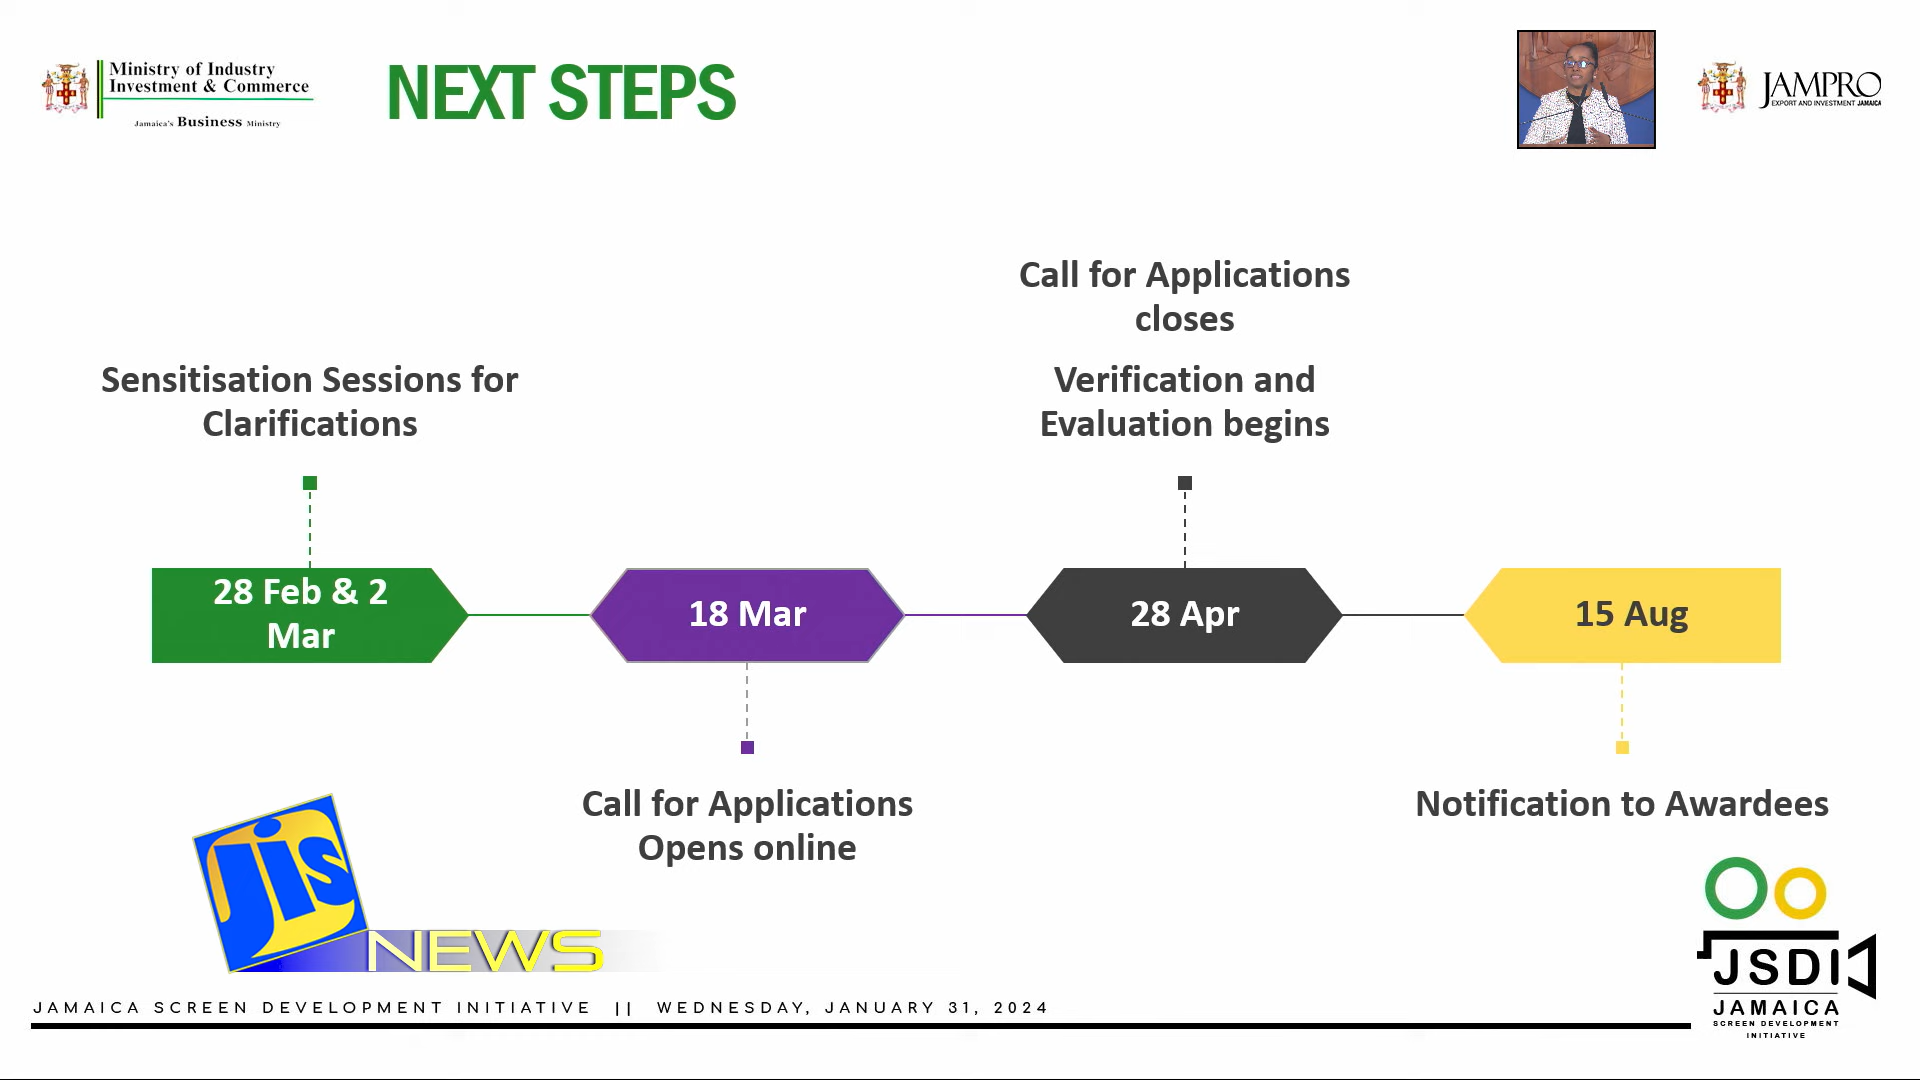 Ministry of Industry
Investment & Commerce
Jamaica's Business Ministry
NEXT STEPS
JAMPRO
EXPORT AND INVESTMENT JAMAICA
Call for Applications
closes
Sensitisation Sessions for
Clarifications
Verification and
Evaluation begins
28 Feb & 2
Mar
18 Mar
28 Apr
15 Aug
Call for Applications
Opens online
Notification to Awardees
jis
NEWS
JSDI
JAMAICA
SCREEN DEVELOPMENT
INITIATIVE
JAMAICA SCREEN DEVELOPMENT INITIATIVE || WEDNESDAY, JANUARY 31, 2024